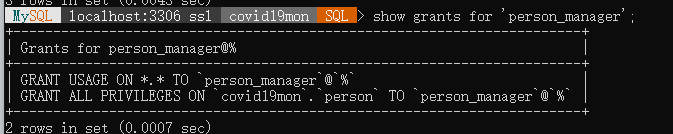 3 rows in set (0.0043 sec)
MySQL localhost:3306 ssl covid19mon SQL > show grants for 'person_manager';
+----------------------------------------------------------------------+
| Grants for person_manager@% |
+----------------------------------------------------------------------+
| GRANT USAGE ON *.* TO `person_manager`@`%` |
| GRANT ALL PRIVILEGES ON `covid19mon`.`person` TO `person_manager`@`%` |
+----------------------------------------------------------------------+
2 rows in set (0.0007 sec)